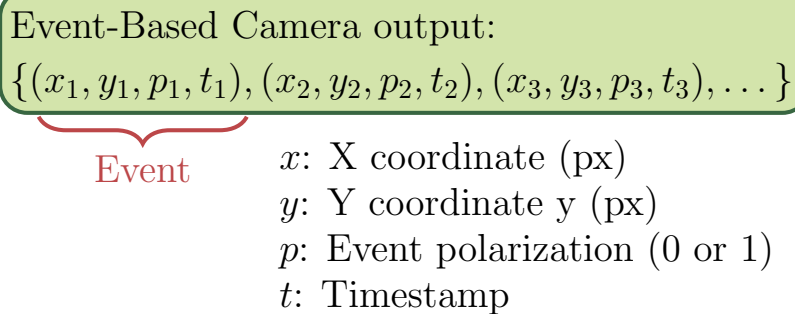 Event-Based Camera output:
{(x₁, y₁, p₁, t₁), (x₂, y₂, p₂, t₂), (x₃, y₃, p₃, t₃), ... }
Event
x: X coordinate (px)
y: Y coordinate y (px)
p: Event polarization (0 or 1)
t: Timestamp